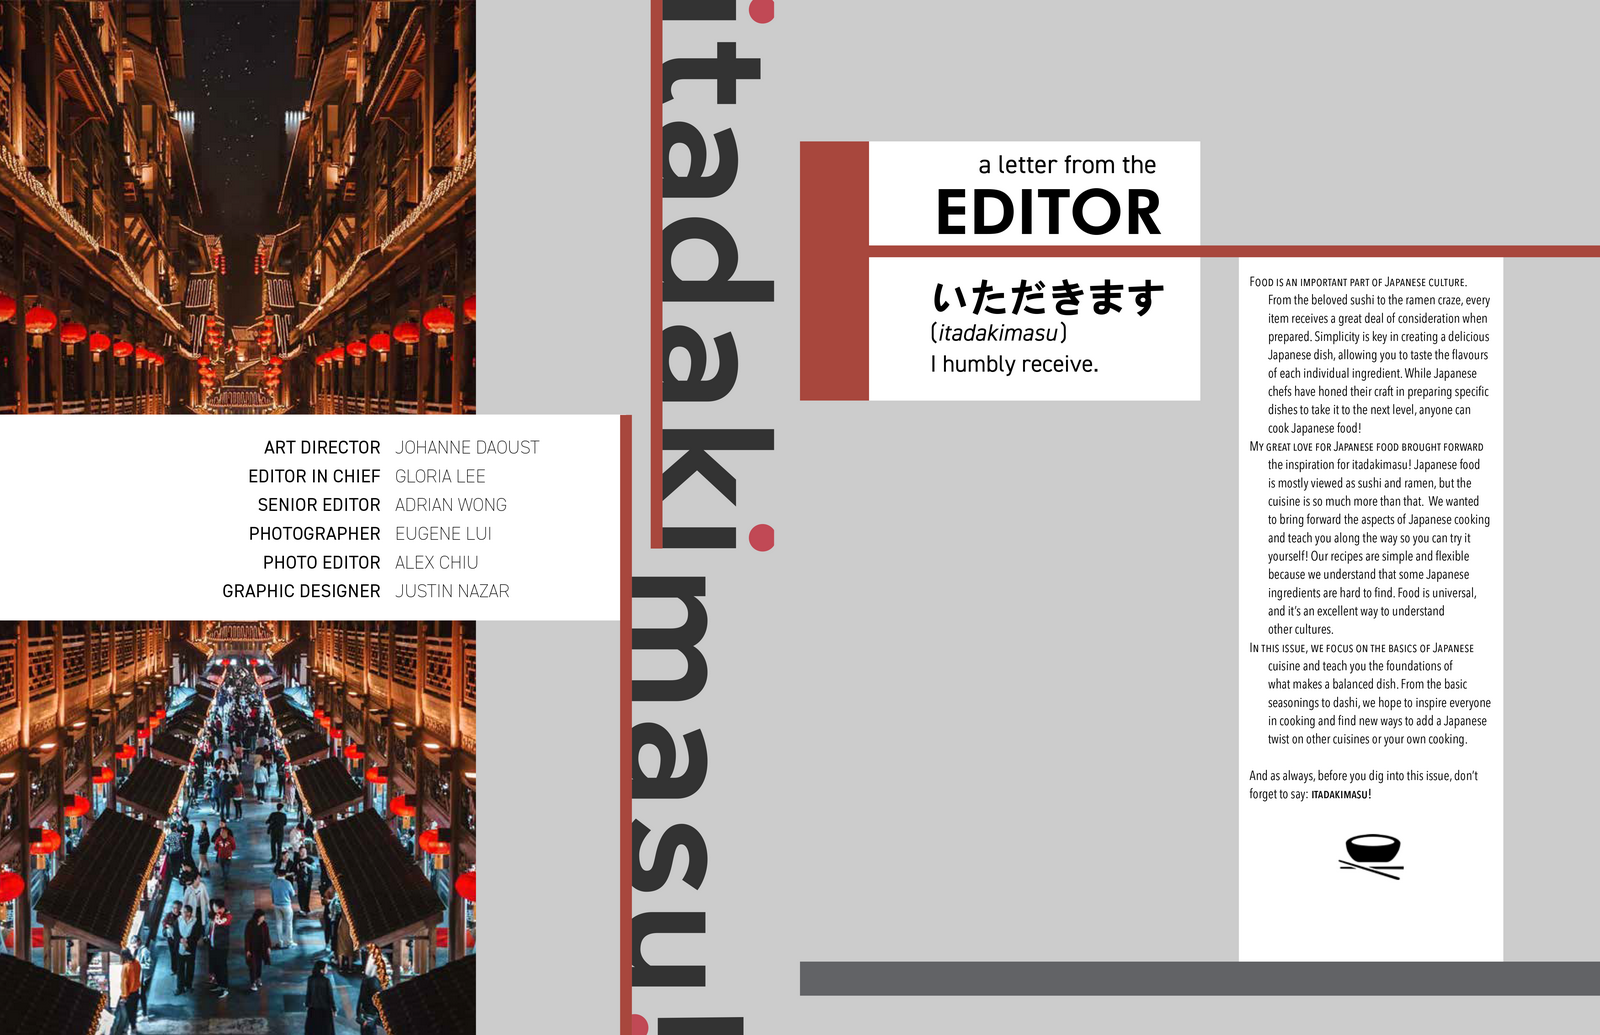 ART DIRECTOR JOHANNE DAOUST
EDITOR IN CHIEF GLORIA LEE
SENIOR EDITOR ADRIAN WONG
PHOTOGRAPHER EUGENE LUI
PHOTO EDITOR ALEX CHIU
GRAPHIC DESIGNER JUSTIN NAZAR
itadaki
masu!
a letter from the
EDITOR
いただきます
(itadakimasu)
I humbly receive.
Food is an important part of Japanese culture.
From the beloved sushi to the ramen craze, every
item receives a great deal of consideration when
prepared. Simplicity is key in creating a delicious
Japanese dish, allowing you to taste the flavours
of each individual ingredient. While Japanese
chefs have honed their craft in preparing specific
dishes to take it to the next level, anyone can
cook Japanese food!
My great love for Japanese food brought forward
the inspiration for itadakimasu! Japanese food
is mostly viewed as sushi and ramen, but the
cuisine is so much more than that. We wanted
to bring forward the aspects of Japanese cooking
and teach you along the way so you can try it
yourself! Our recipes are simple and flexible
because we understand that some Japanese
ingredients are hard to find. Food is universal,
and it's an excellent way to understand
other cultures.
In this issue, we focus on the basics of Japanese
cuisine and teach you the foundations of
what makes a balanced dish. From the basic
seasonings to dashi, we hope to inspire everyone
in cooking and find new ways to add a Japanese
twist on other cuisines or your own cooking.
And as always, before you dig into this issue, don't
forget to say: ITADAKIMASU!